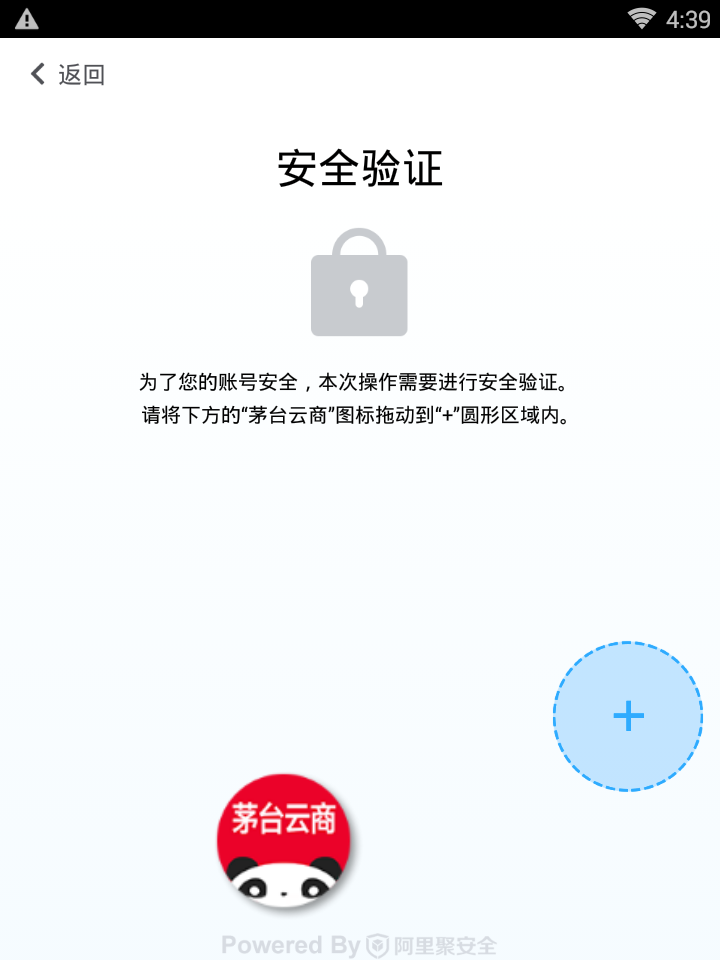 4:39
返回
安全验证
为了您的账号安全，本次操作需要进行安全验证。
请将下方的“茅台云商”图标拖动到“+”圆形区域内。
+
茅台云商
Powered By 阿里聚安全